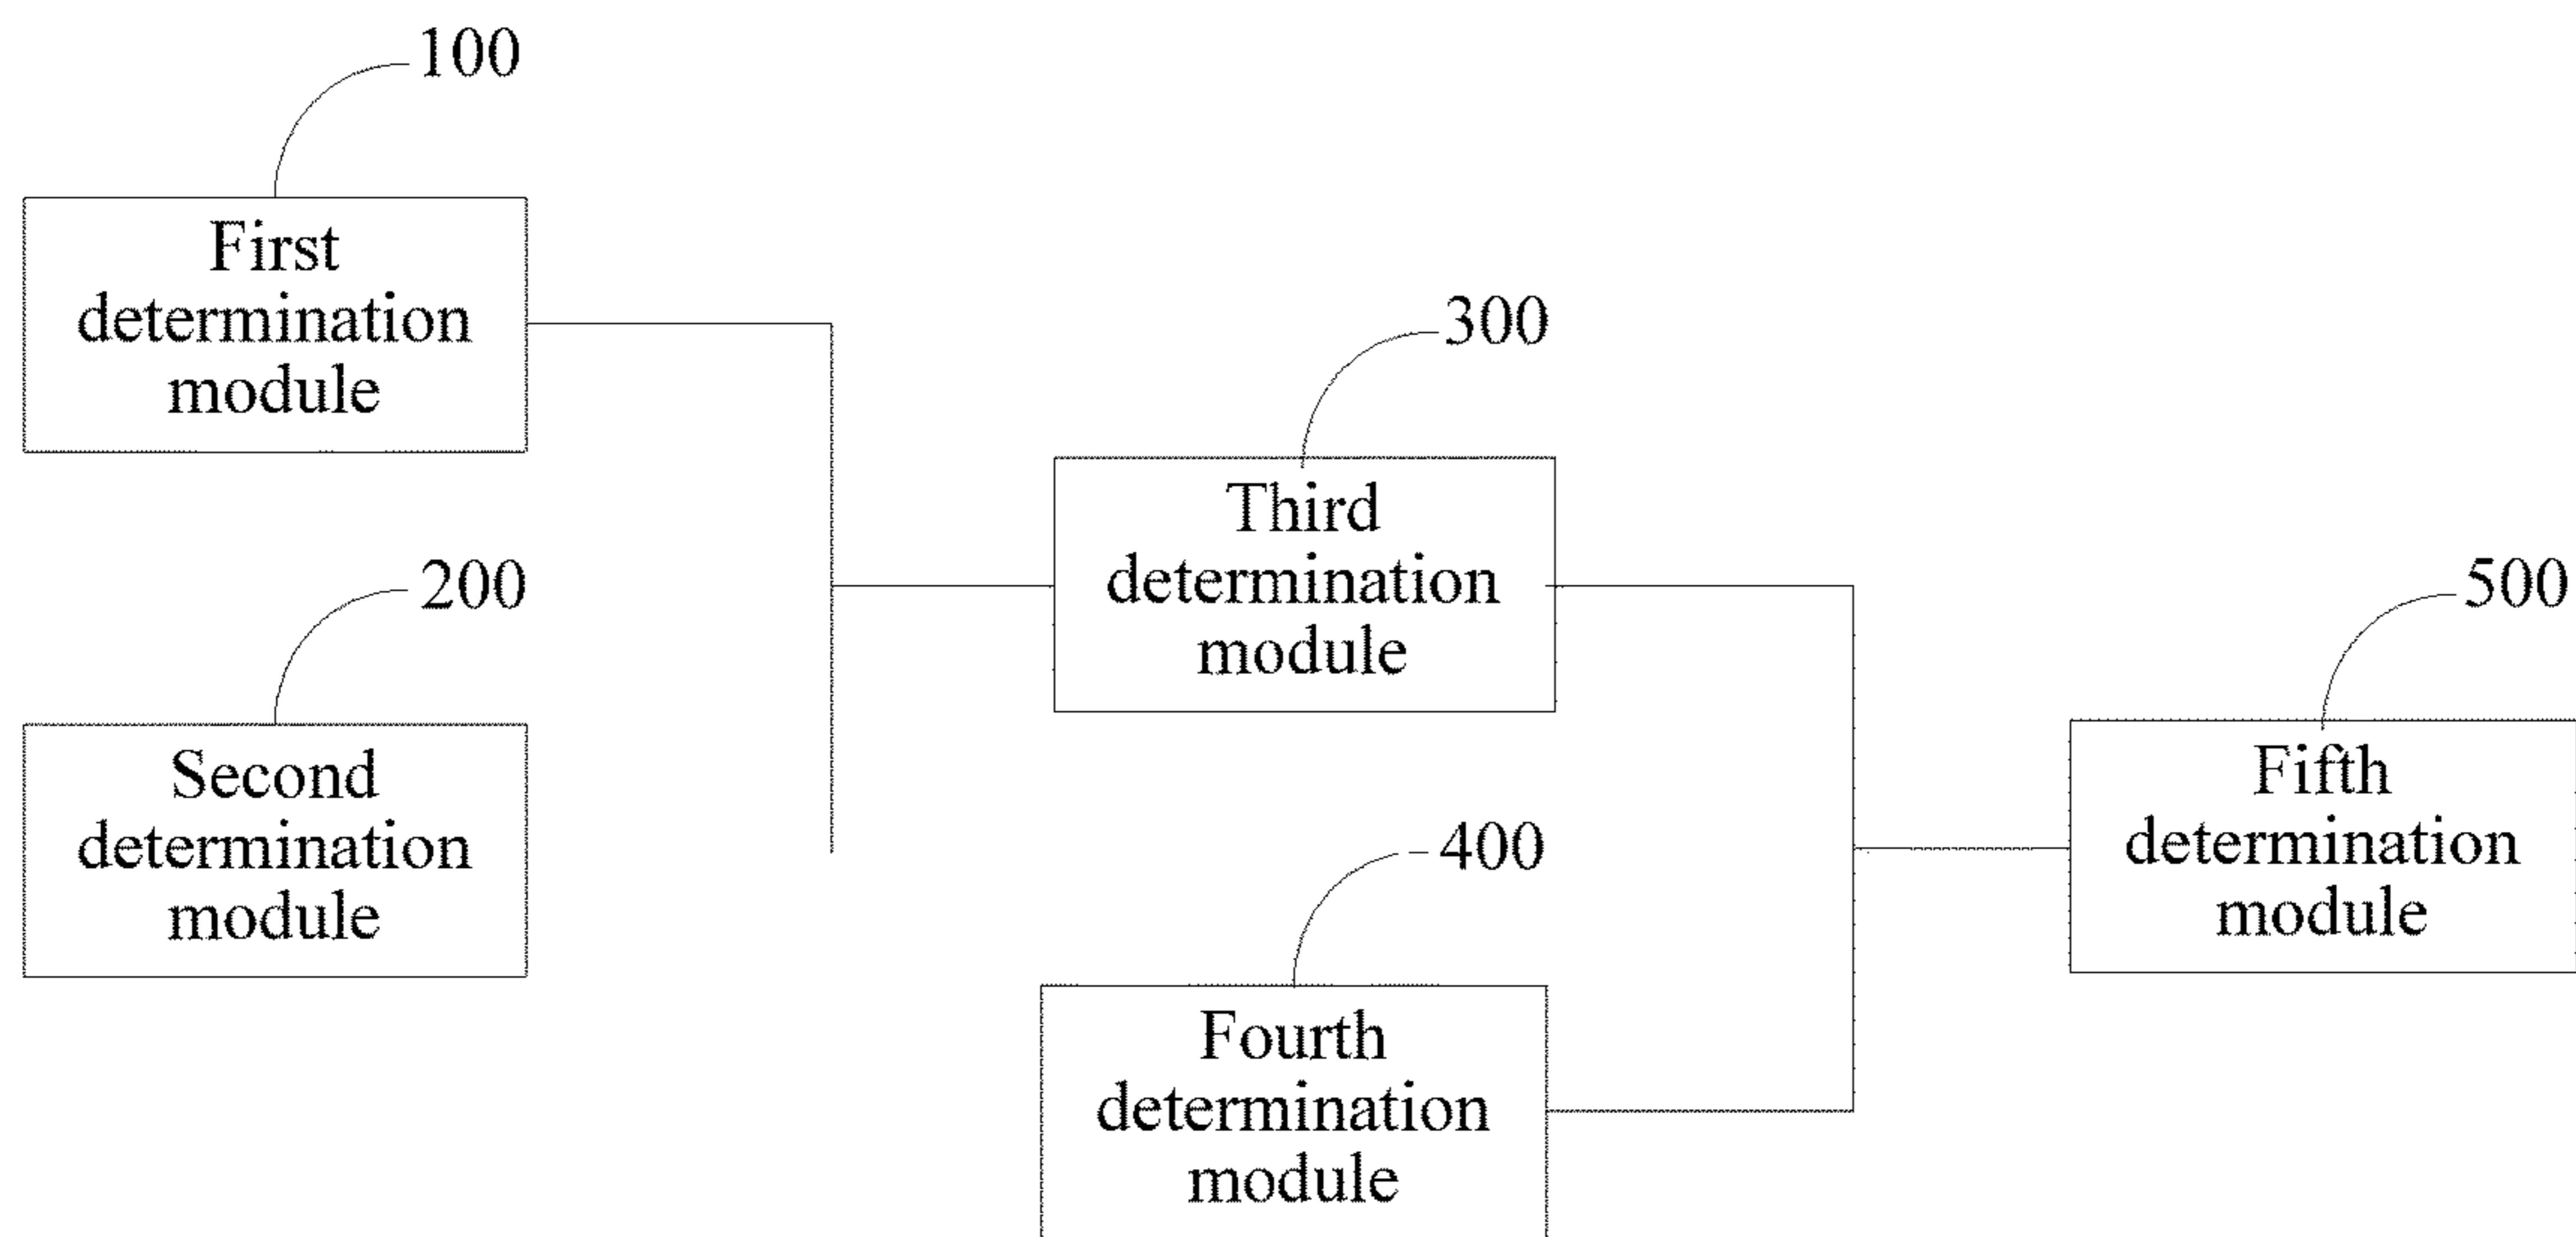 100
First
determination
module
300
Third
determination
module
200
Second
determination
module
500
Fifth
determination
module
400
Fourth
determination
module